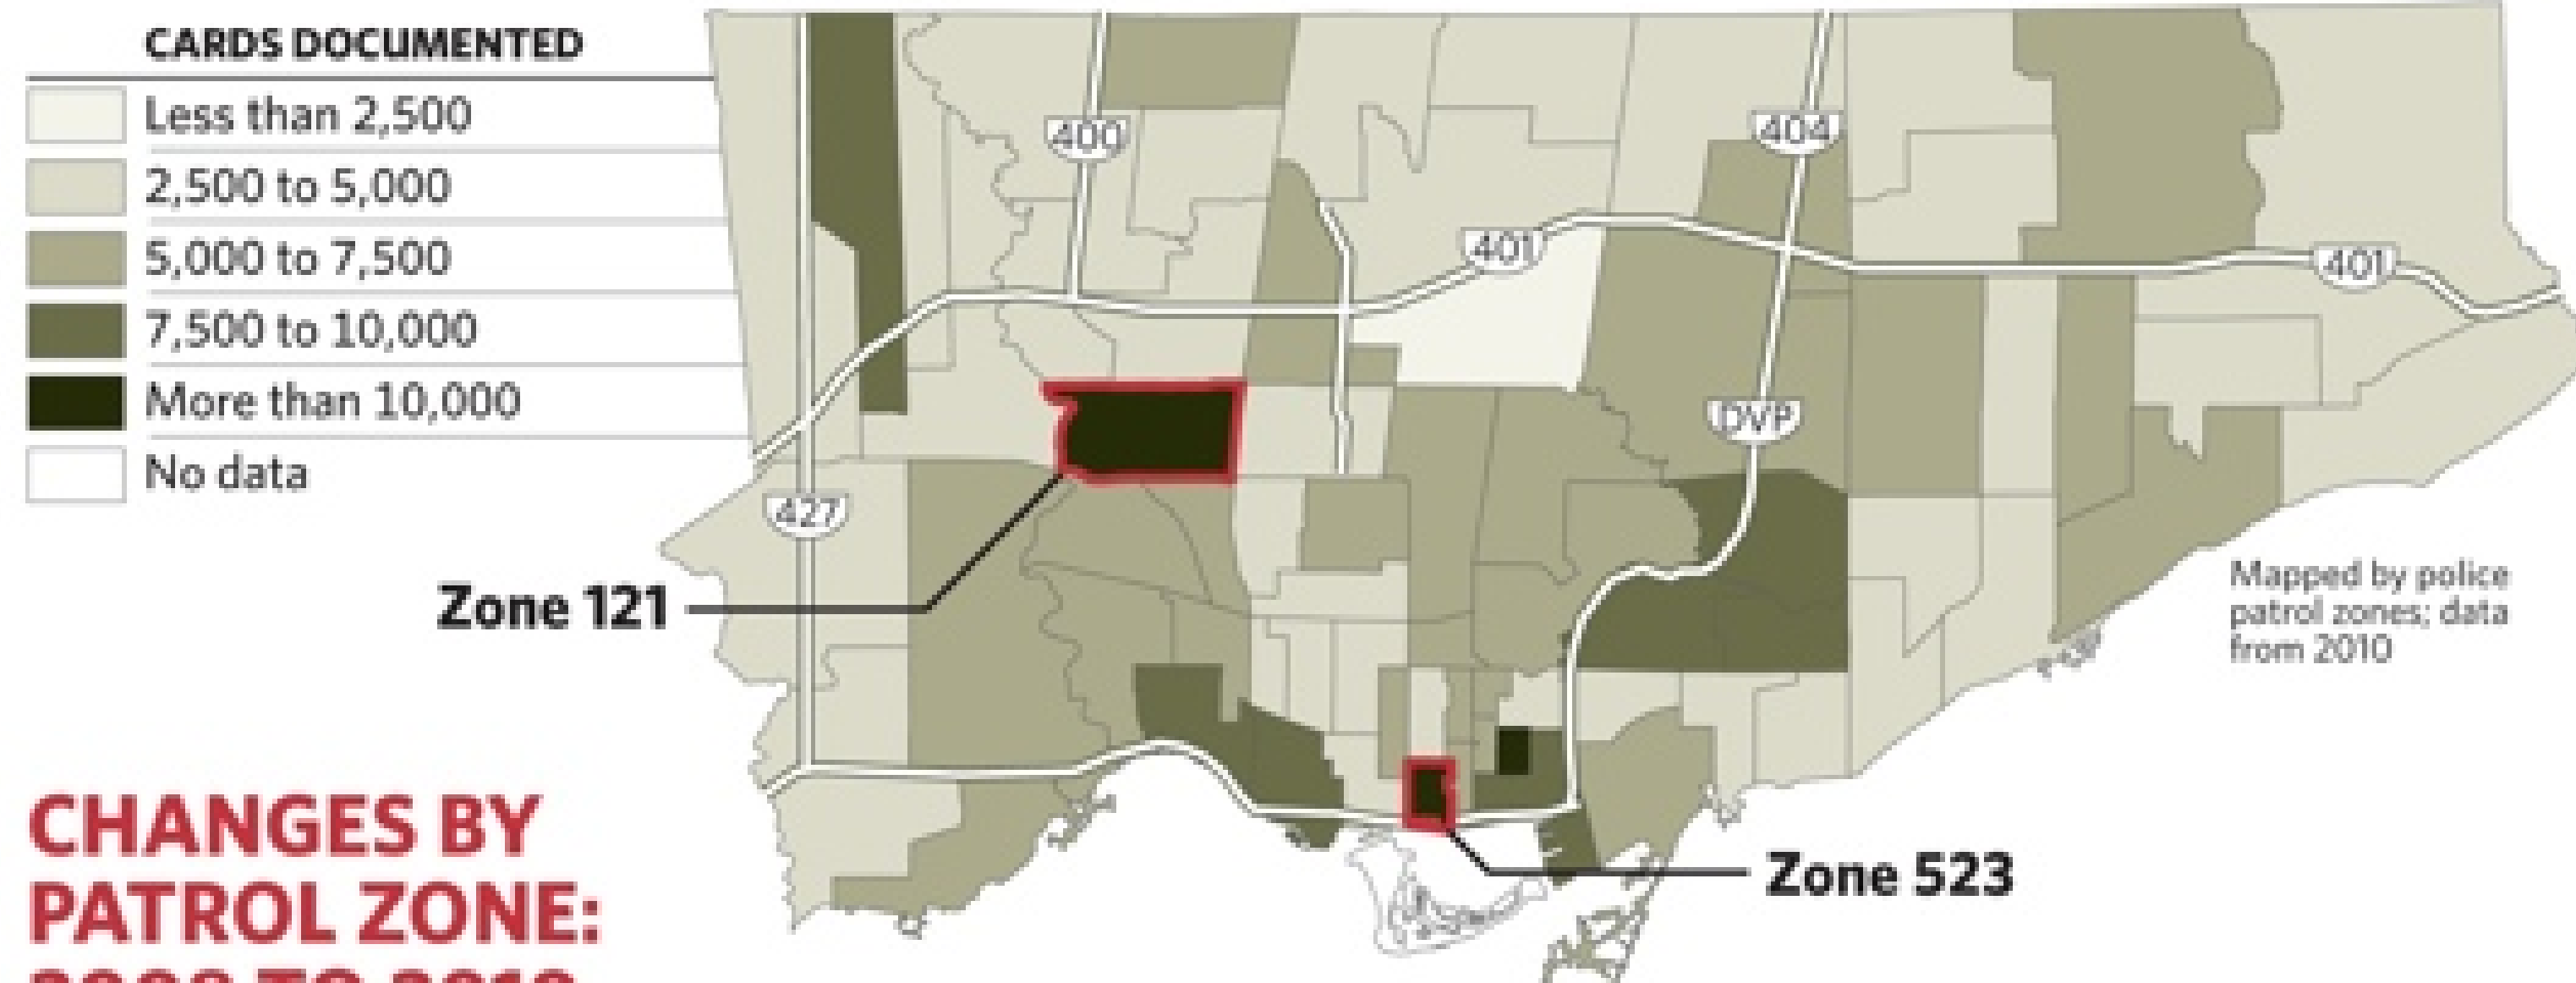 CARDS DOCUMENTED
Less than 2,500
2,500 to 5,000
5,000 to 7,500
7,500 to 10,000
More than 10,000
No data
400
404
401
401
DVP
427
Zone 121
Mapped by police
patrol zones; data
from 2010
Zone 523
CHANGES BY
PATROL ZONE: